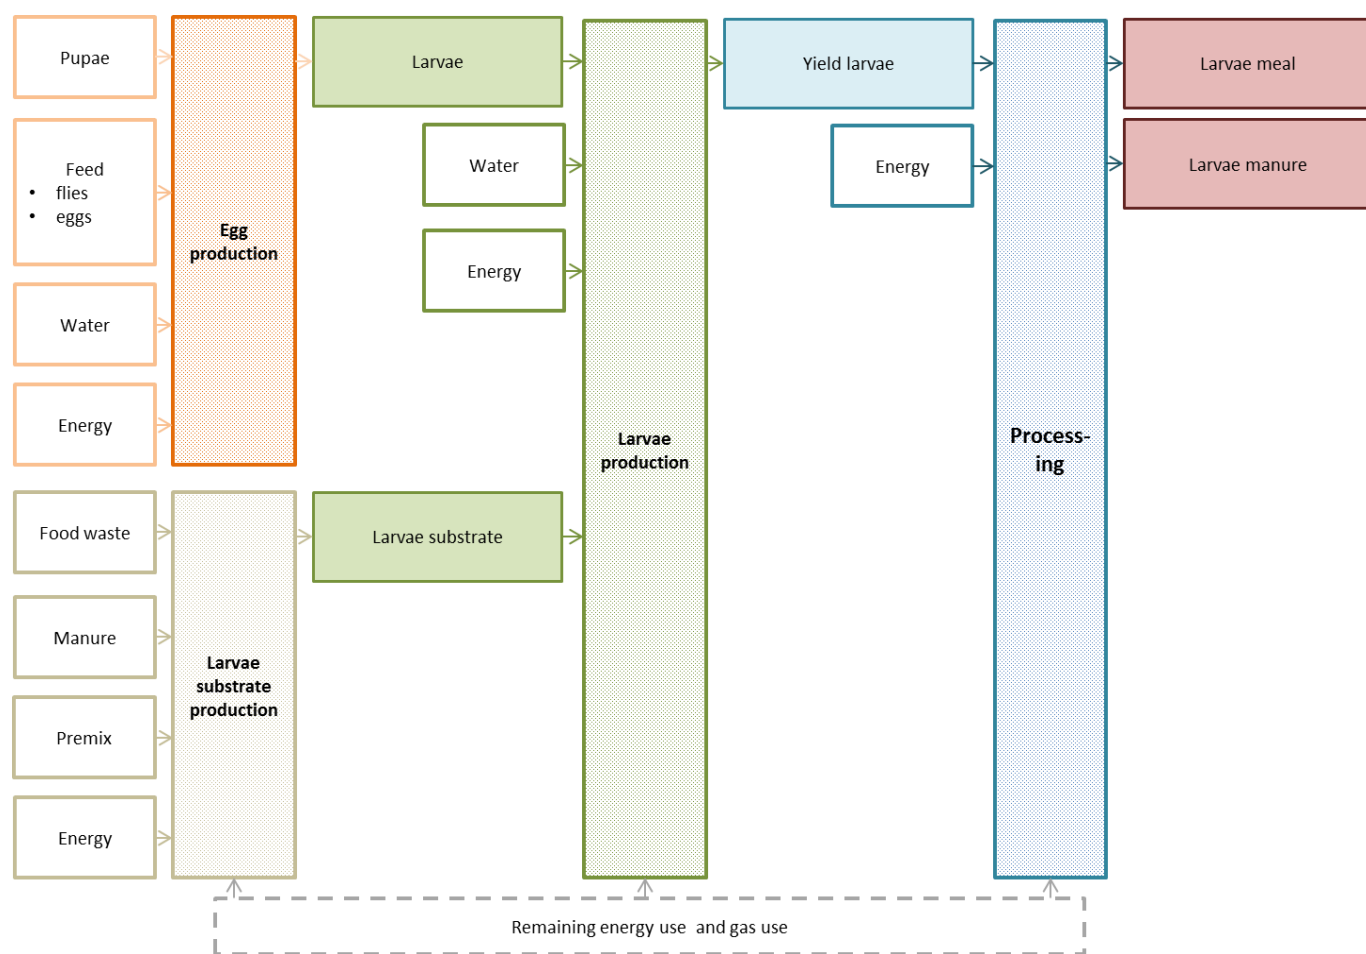 Pupae
Feed
• flies
• eggs
Water
Energy
Egg
production
Food waste
Manure
Premix
Energy
Larvae
substrate
production
Larvae
Water
Energy
Larvae substrate
Larvae
production
Yield larvae
Energy
Process-
ing
Larvae meal
Larvae manure
Remaining energy use and gas use